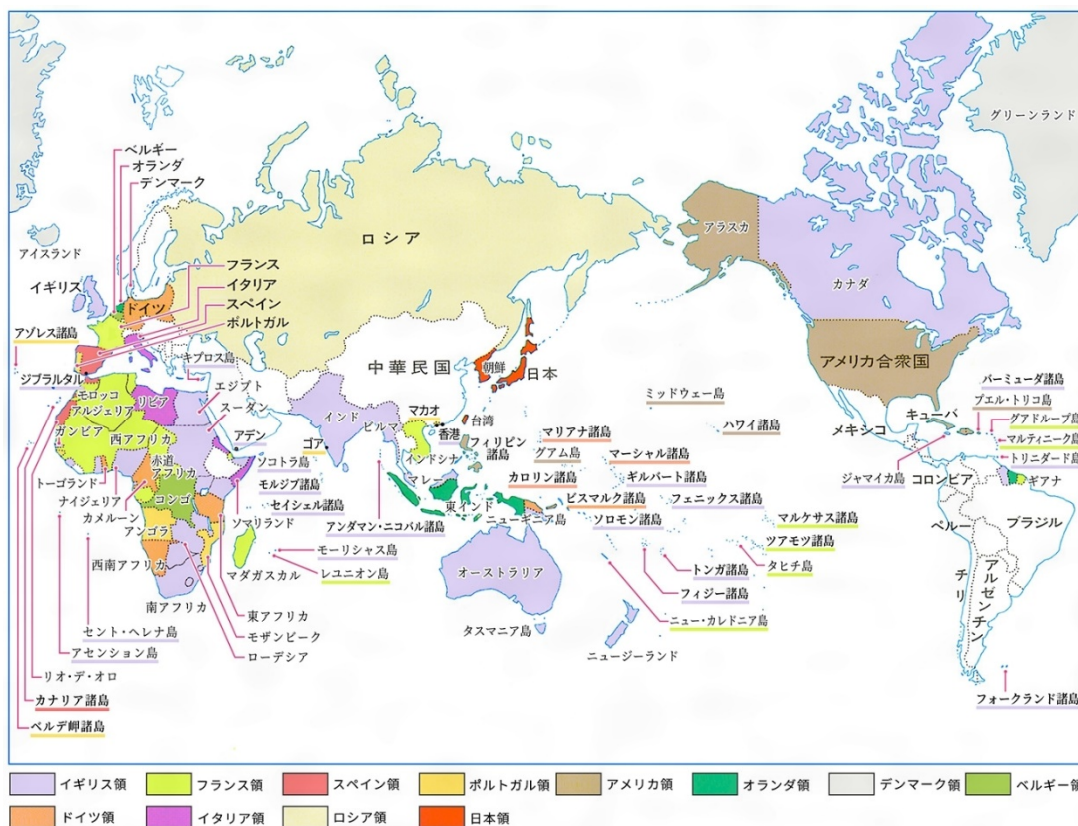 グリーンランド
ベルギー
オランダ
デンマーク
アイスランド
ロシア
アラスカ
カナダ
イギリス
フランス
イタリア
スペイン
ポルトガル
ドイツ
アゾレス諸島
キプロス島
ジブラルタル
中華民国
朝鮮
日本
アメリカ合衆国
モロッコ
アルジェリア
リビア
エジプト
スーダン
ガンビア
西アフリカ
赤道
アフリカ
アデン
ゴア
インド
ビルマ
マカオ
香港
台湾
ミッドウェー島
ハワイ諸島
バーミューダ諸島
プエル・トリコ島
グアドループ島
マルティニーク島
トリニダード島
キューバ
メキシコ
ジャマイカ島
コロンビア
ギアナ
トーゴランド
ナイジェリア
カメルーン
コンゴ
アンゴラ
ソマリランド
ソコトラ島
モルジブ諸島
セイシェル諸島
アンダマン・ニコバル諸島
インドシナ
マレー
フィリピン
諸島
東インド
ニューギニア島
マリアナ諸島
グアム島
カロリン諸島
マーシャル諸島
ギルバート諸島
ビスマルク諸島
ソロモン諸島
フェニックス諸島
マルケサス諸島
ツアモツ諸島
タヒチ島
トンガ諸島
フィジー諸島
ニュー・カレドニア島
ペルー
ブラジル
チリ
アルゼンチン
西南アフリカ
南アフリカ
マダガスカル
モーリシャス島
レユニオン島
東アフリカ
モザンビーク
ローデシア
オーストラリア
タスマニア島
ニュージーランド
セント・ヘレナ島
アセンション島
リオ・デ・オロ
カナリア諸島
ベルデ岬諸島
フォークランド諸島
イギリス領
フランス領
スペイン領
ポルトガル領
アメリカ領
オランダ領
デンマーク領
ベルギー領
ドイツ領
イタリア領
ロシア領
日本領